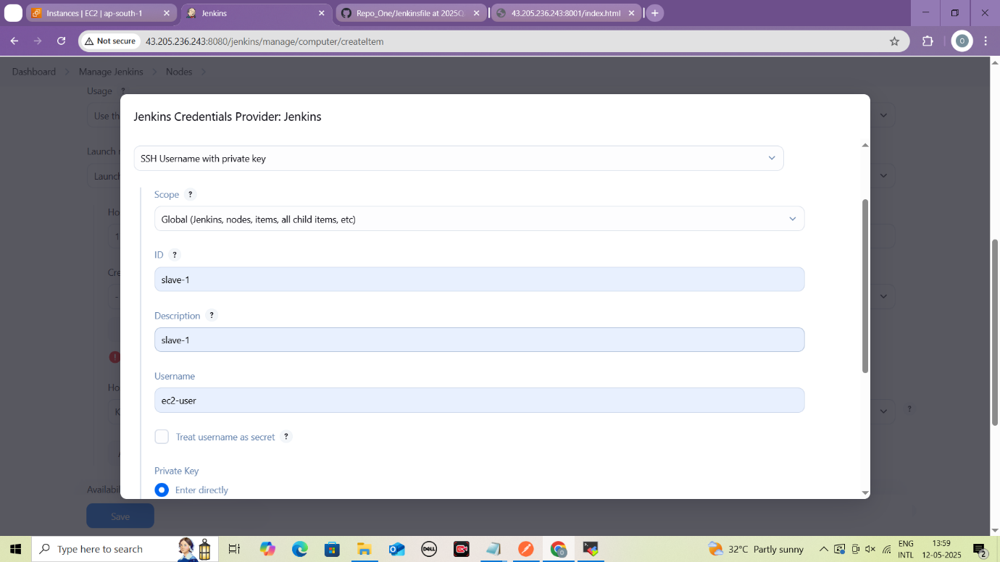 Instances | EC2 | ap-south-1
Jenkins
Repo_One/Jenkinsfile at 2025Q
43.205.236.243:8001/index.html
Not secure
43.205.236.243:8080/jenkins/manage/computer/createItem
O
Dashboard
Manage Jenkins
Nodes
Usage ?
Use th
Launch
Launch
Ho
1
Cre
-
Ho
K
?
Availabil
Save
Jenkins Credentials Provider: Jenkins
SSH Username with private key
Scope ?
Global (Jenkins, nodes, items, all child items, etc)
ID ?
slave-1
Description ?
slave-1
Username
ec2-user
Treat username as secret ?
Private Key
Enter directly
Type here to search
DELL
32°C Partly sunny
ENG
INTL
13:59
12-05-2025
2